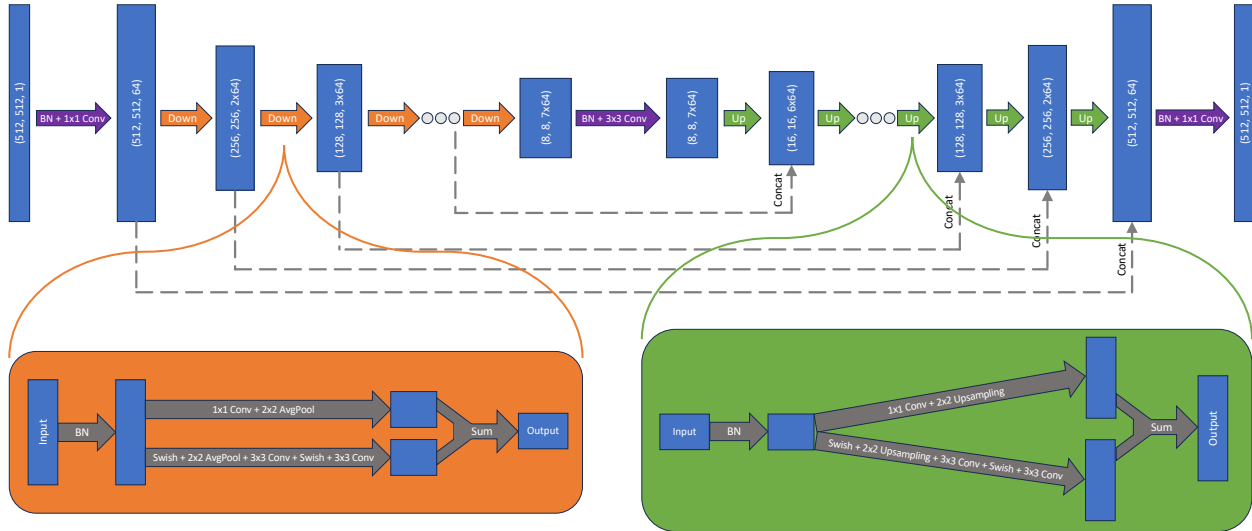 (512, 512, 1)
BN + 1x1 Conv
(512, 512, 64)
Down
(256, 256, 2x64)
Down
(128, 128, 3x64)
Down
Down
(8, 8, 7x64)
BN + 3x3 Conv
(8, 8, 7x64)
Up
(16, 16, 6x64)
Up
Up
(128, 128, 3x64)
Up
(256, 256, 2x64)
Up
(512, 512, 64)
BN + 1x1 Conv
(512, 512, 1)
Concat
Concat
Concat
Concat
Input
BN
1x1 Conv + 2x2 AvgPool
Swish + 2x2 AvgPool + 3x3 Conv + Swish + 3x3 Conv
Sum
Output
Input
BN
1x1 Conv + 2x2 Upsampling
Swish + 2x2 Upsampling + 3x3 Conv + Swish + 3x3 Conv
Sum
Output